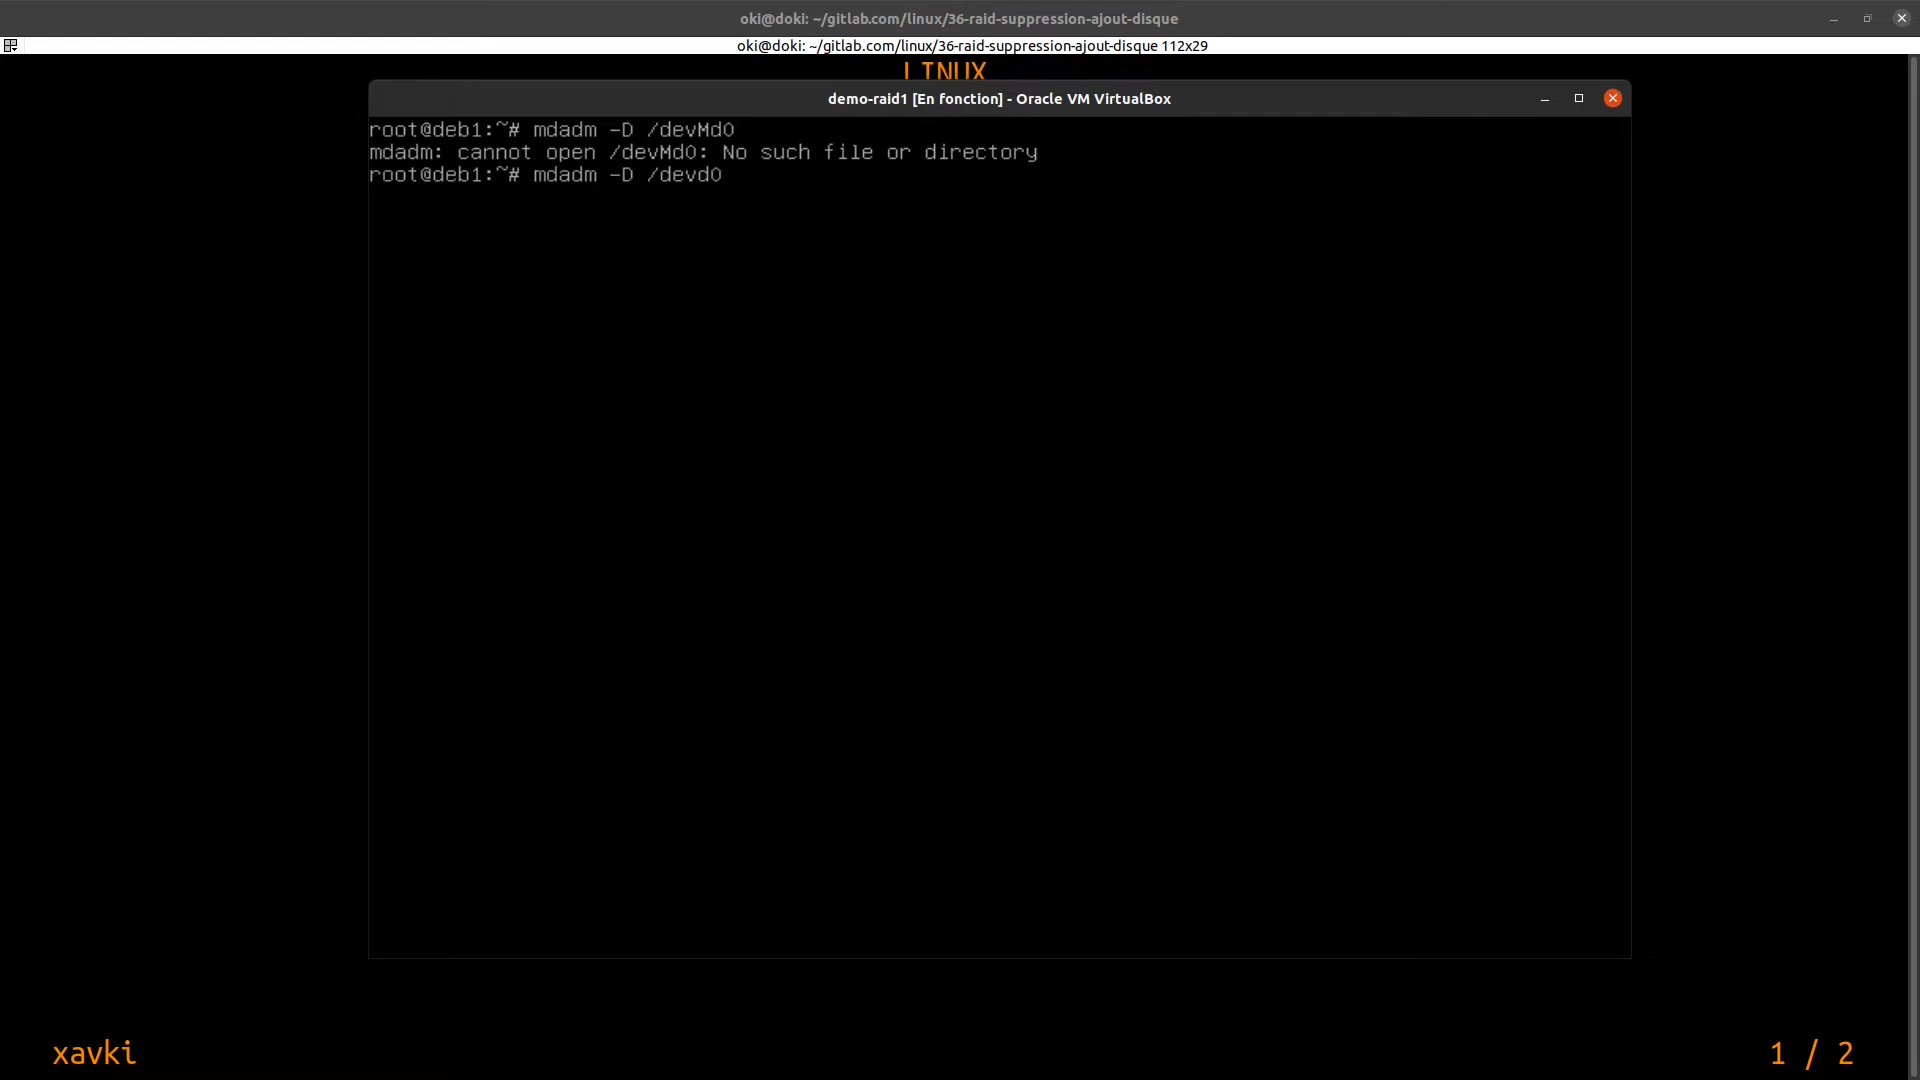 oki@doki: ~/gitlab.com/linux/36-raid-suppression-ajout-disque
oki@doki: ~/gitlab.com/linux/36-raid-suppression-ajout-disque 112x29
LINUX
demo-raid1 [En fonction] - Oracle VM VirtualBox
root@deb1:~# mdadm -D /devMd0
mdadm: cannot open /devMd0: No such file or directory
root@deb1:~# mdadm -D /devd0
xavki
1 / 2